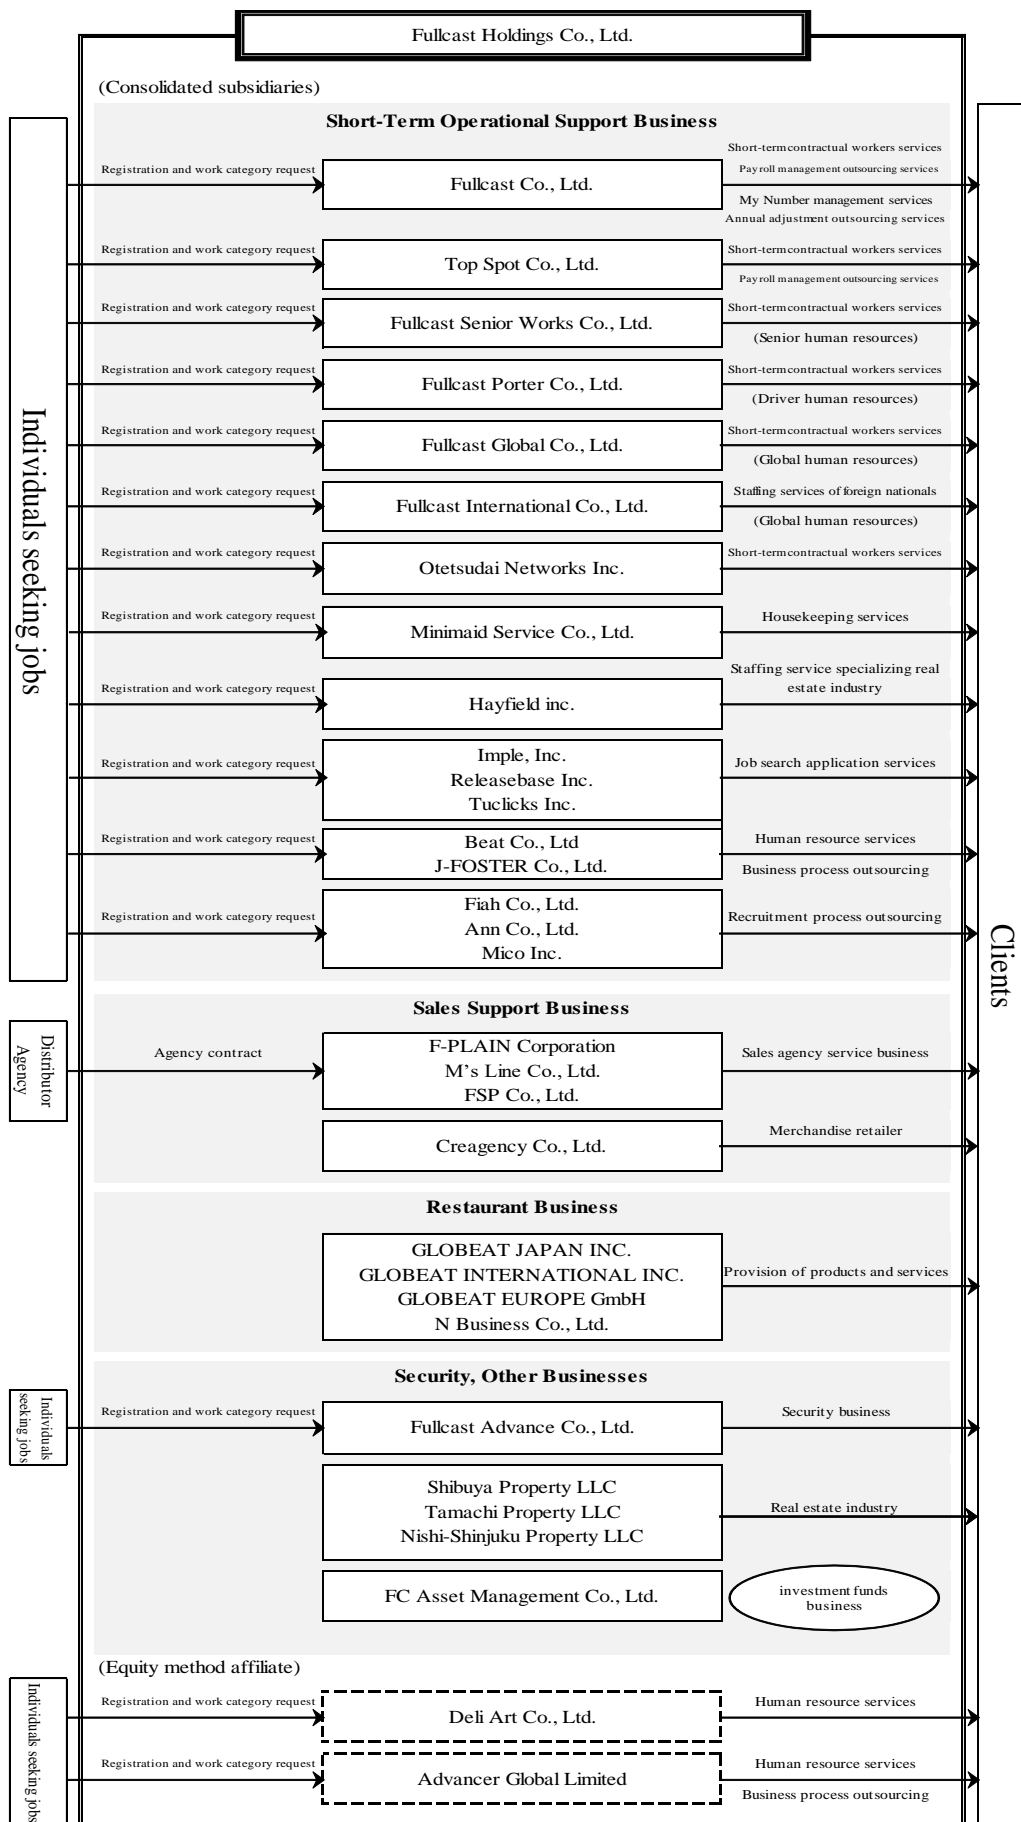 Fullcast Holdings Co., Ltd.
(Consolidated subsidiaries)
Short-Term Operational Support Business
Individuals seeking jobs
Clients
Registration and work category request
Fullcast Co., Ltd.
Short-term contractual workers services
Payroll management outsourcing services
My Number management services
Annual adjustment outsourcing services
Registration and work category request
Top Spot Co., Ltd.
Short-term contractual workers services
Payroll management outsourcing services
Registration and work category request
Fullcast Senior Works Co., Ltd.
Short-term contractual workers services
(Senior human resources)
Registration and work category request
Fullcast Porter Co., Ltd.
Short-term contractual workers services
(Driver human resources)
Registration and work category request
Fullcast Global Co., Ltd.
Short-term contractual workers services
(Global human resources)
Registration and work category request
Fullcast International Co., Ltd.
Staffing services of foreign nationals
(Global human resources)
Registration and work category request
Otetsudai Networks Inc.
Short-term contractual workers services
Registration and work category request
Minimaid Service Co., Ltd.
Housekeeping services
Registration and work category request
Hayfield inc.
Staffing service specializing real
estate industry
Registration and work category request
Imple, Inc.
Releasebase Inc.
Tuclicks Inc.
Job search application services
Registration and work category request
Beat Co., Ltd
J-FOSTER Co., Ltd.
Human resource services
Business process outsourcing
Registration and work category request
Fiah Co., Ltd.
Ann Co., Ltd.
Mico Inc.
Recruitment process outsourcing
Sales Support Business
Distributor
Agency
Agency contract
F-PLAIN Corporation
M’s Line Co., Ltd.
FSP Co., Ltd.
Sales agency service business
Creagency Co., Ltd.
Merchandise retailer
Restaurant Business
GLOBEAT JAPAN INC.
GLOBEAT INTERNATIONAL INC.
GLOBEAT EUROPE GmbH
N Business Co., Ltd.
Provision of products and services
Security, Other Businesses
Individuals
seeking jobs
Registration and work category request
Fullcast Advance Co., Ltd.
Security business
Shibuya Property LLC
Tamachi Property LLC
Nishi-Shinjuku Property LLC
Real estate industry
FC Asset Management Co., Ltd.
investment funds
business
(Equity method affiliate)
Individuals seeking jobs
Registration and work category request
Deli Art Co., Ltd.
Human resource services
Registration and work category request
Advancer Global Limited
Human resource services
Business process outsourcing